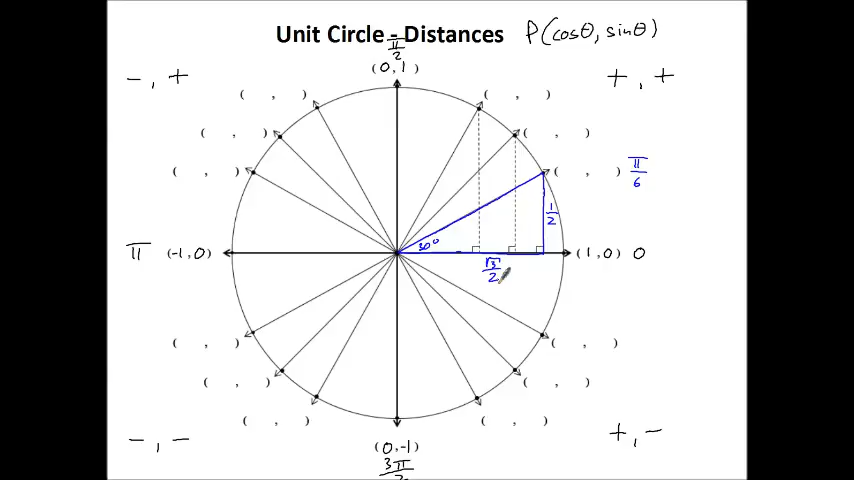 Unit Circle - Distances
P(cosθ, sinθ)
π/2
(0,1)
-, +
+, +
( , ) ( , )
( , ) ( , )
( , ) ( , ) π/6
1/2
30°
π (-1,0) (1,0) 0
√3/2
( , ) ( , )
( , ) ( , )
( , ) ( , )
-, -
+, -
(0,-1)
3π/2